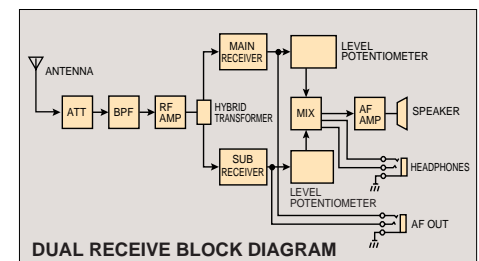 MAIN
RECEIVER
LEVEL
POTENTIOMETER
ANTENNA
ATT
BPF
RF
AMP
HYBRID
TRANSFORMER
MIX
AF
AMP
SPEAKER
SUB
RECEIVER
HEADPHONES
LEVEL
POTENTIOMETER
AF OUT
DUAL RECEIVE BLOCK DIAGRAM